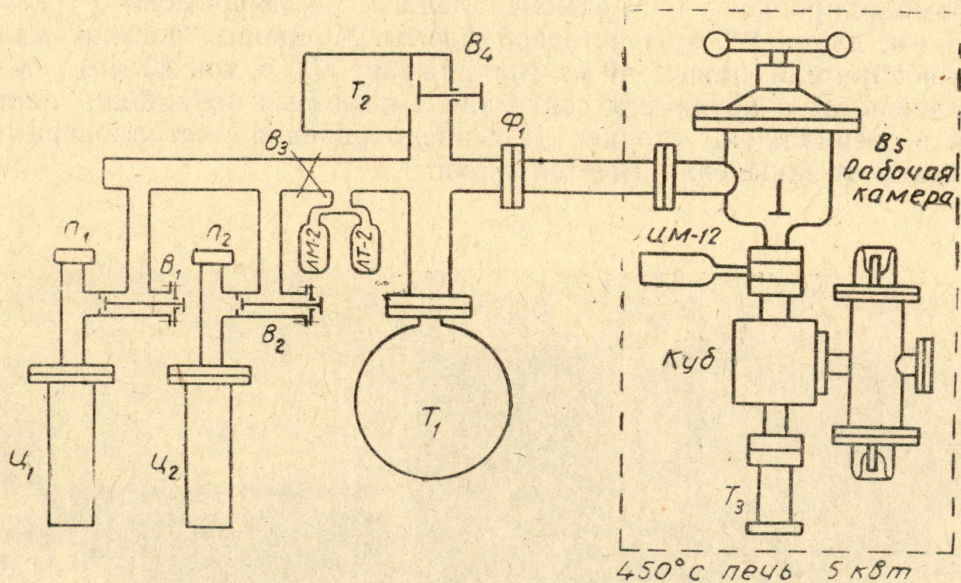 В₄
Т₂
Ф₁
В₃
В5
Рабочая
камера
ЛМ-2
ЛТ-2
ИМ-12
П₁
П₂
В₁
В₂
Куб
Т₁
Ц₁
Ц₂
Т₃
450°С печь 5 квт